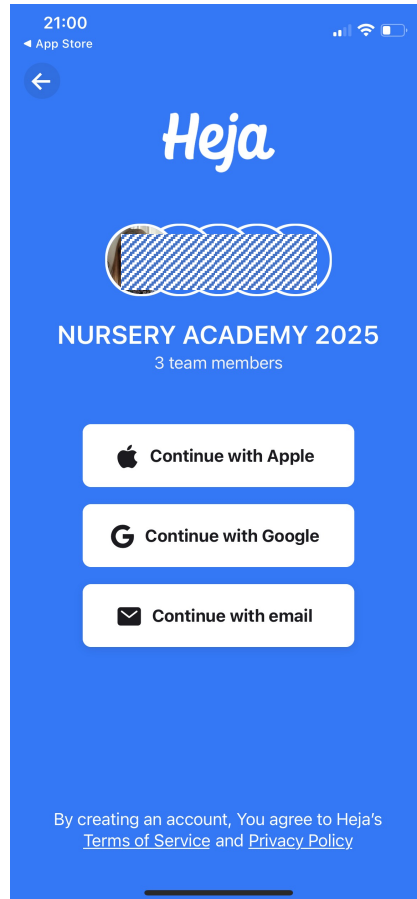 21:00
◀ App Store
Heja
NURSERY ACADEMY 2025
3 team members
Continue with Apple
Continue with Google
Continue with email
By creating an account, You agree to Heja's
Terms of Service and Privacy Policy